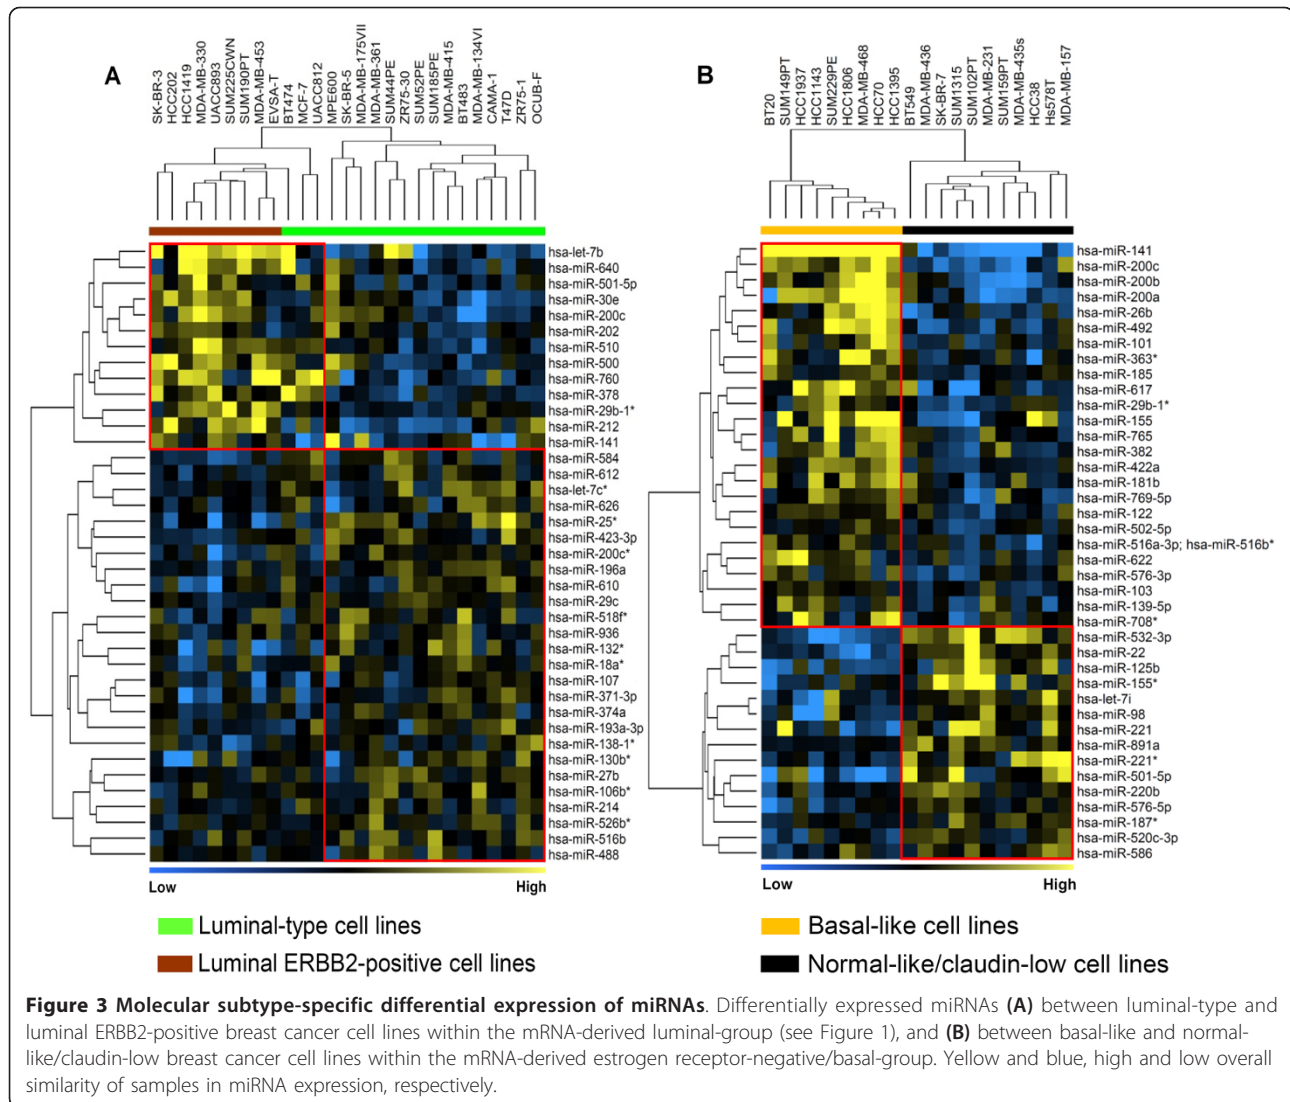 A
SK-BR-3
HCC202
HCC1419
MDA-MB-330
UACC893
SUM225CWN
SUM190PT
MDA-MB-453
EVSA-T
BT474
MCF-7
UACC812
MPE600
SK-BR-5
MDA-MB-175VII
MDA-MB-361
SUM44PE
ZR75-30
SUM52PE
SUM185PE
MDA-MB-415
BT483
MDA-MB-134VI
CAMA-1
T47D
ZR75-1
OCUB-F
hsa-let-7b
hsa-miR-640
hsa-miR-501-5p
hsa-miR-30e
hsa-miR-200c
hsa-miR-202
hsa-miR-510
hsa-miR-500
hsa-miR-760
hsa-miR-378
hsa-miR-29b-1*
hsa-miR-212
hsa-miR-141
hsa-miR-584
hsa-miR-612
hsa-let-7c*
hsa-miR-626
hsa-miR-25*
hsa-miR-423-3p
hsa-miR-200c*
hsa-miR-196a
hsa-miR-610
hsa-miR-29c
hsa-miR-518f*
hsa-miR-936
hsa-miR-132*
hsa-miR-18a*
hsa-miR-107
hsa-miR-371-3p
hsa-miR-374a
hsa-miR-193a-3p
hsa-miR-138-1*
hsa-miR-130b*
hsa-miR-27b
hsa-miR-106b*
hsa-miR-214
hsa-miR-526b*
hsa-miR-516b
hsa-miR-488
Low
High
Luminal-type cell lines
Luminal ERBB2-positive cell lines
B
BT20
SUM149PT
HCC1937
HCC1143
SUM229PE
HCC1806
MDA-MB-468
HCC70
HCC1395
BT549
MDA-MB-436
SK-BR-7
SUM1315
SUM102PT
MDA-MB-231
SUM159PT
MDA-MB-435s
HCC38
Hs578T
MDA-MB-157
hsa-miR-141
hsa-miR-200c
hsa-miR-200b
hsa-miR-200a
hsa-miR-26b
hsa-miR-492
hsa-miR-101
hsa-miR-363*
hsa-miR-185
hsa-miR-617
hsa-miR-29b-1*
hsa-miR-155
hsa-miR-765
hsa-miR-382
hsa-miR-422a
hsa-miR-181b
hsa-miR-769-5p
hsa-miR-122
hsa-miR-502-5p
hsa-miR-516a-3p; hsa-miR-516b*
hsa-miR-622
hsa-miR-576-3p
hsa-miR-103
hsa-miR-139-5p
hsa-miR-708*
hsa-miR-532-3p
hsa-miR-22
hsa-miR-125b
hsa-miR-155*
hsa-let-7i
hsa-miR-98
hsa-miR-221
hsa-miR-891a
hsa-miR-221*
hsa-miR-501-5p
hsa-miR-220b
hsa-miR-576-5p
hsa-miR-187*
hsa-miR-520c-3p
hsa-miR-586
Low
High
Basal-like cell lines
Normal-like/claudin-low cell lines
Figure 3 Molecular subtype-specific differential expression of miRNAs. Differentially expressed miRNAs (A) between luminal-type and
luminal ERBB2-positive breast cancer cell lines within the mRNA-derived luminal-group (see Figure 1), and (B) between basal-like and normal-
like/claudin-low breast cancer cell lines within the mRNA-derived estrogen receptor-negative/basal-group. Yellow and blue, high and low overall
similarity of samples in miRNA expression, respectively.